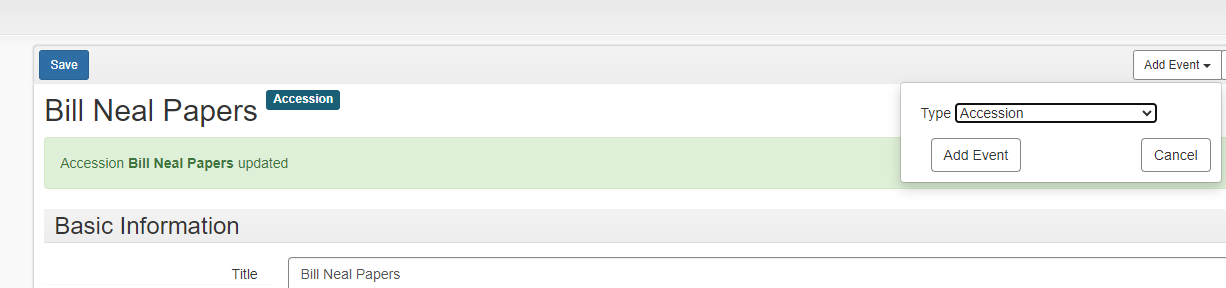 Save
Add Event
Bill Neal Papers Accession
Type Accession
Add Event Cancel
Accession Bill Neal Papers updated
Basic Information
Title Bill Neal Papers